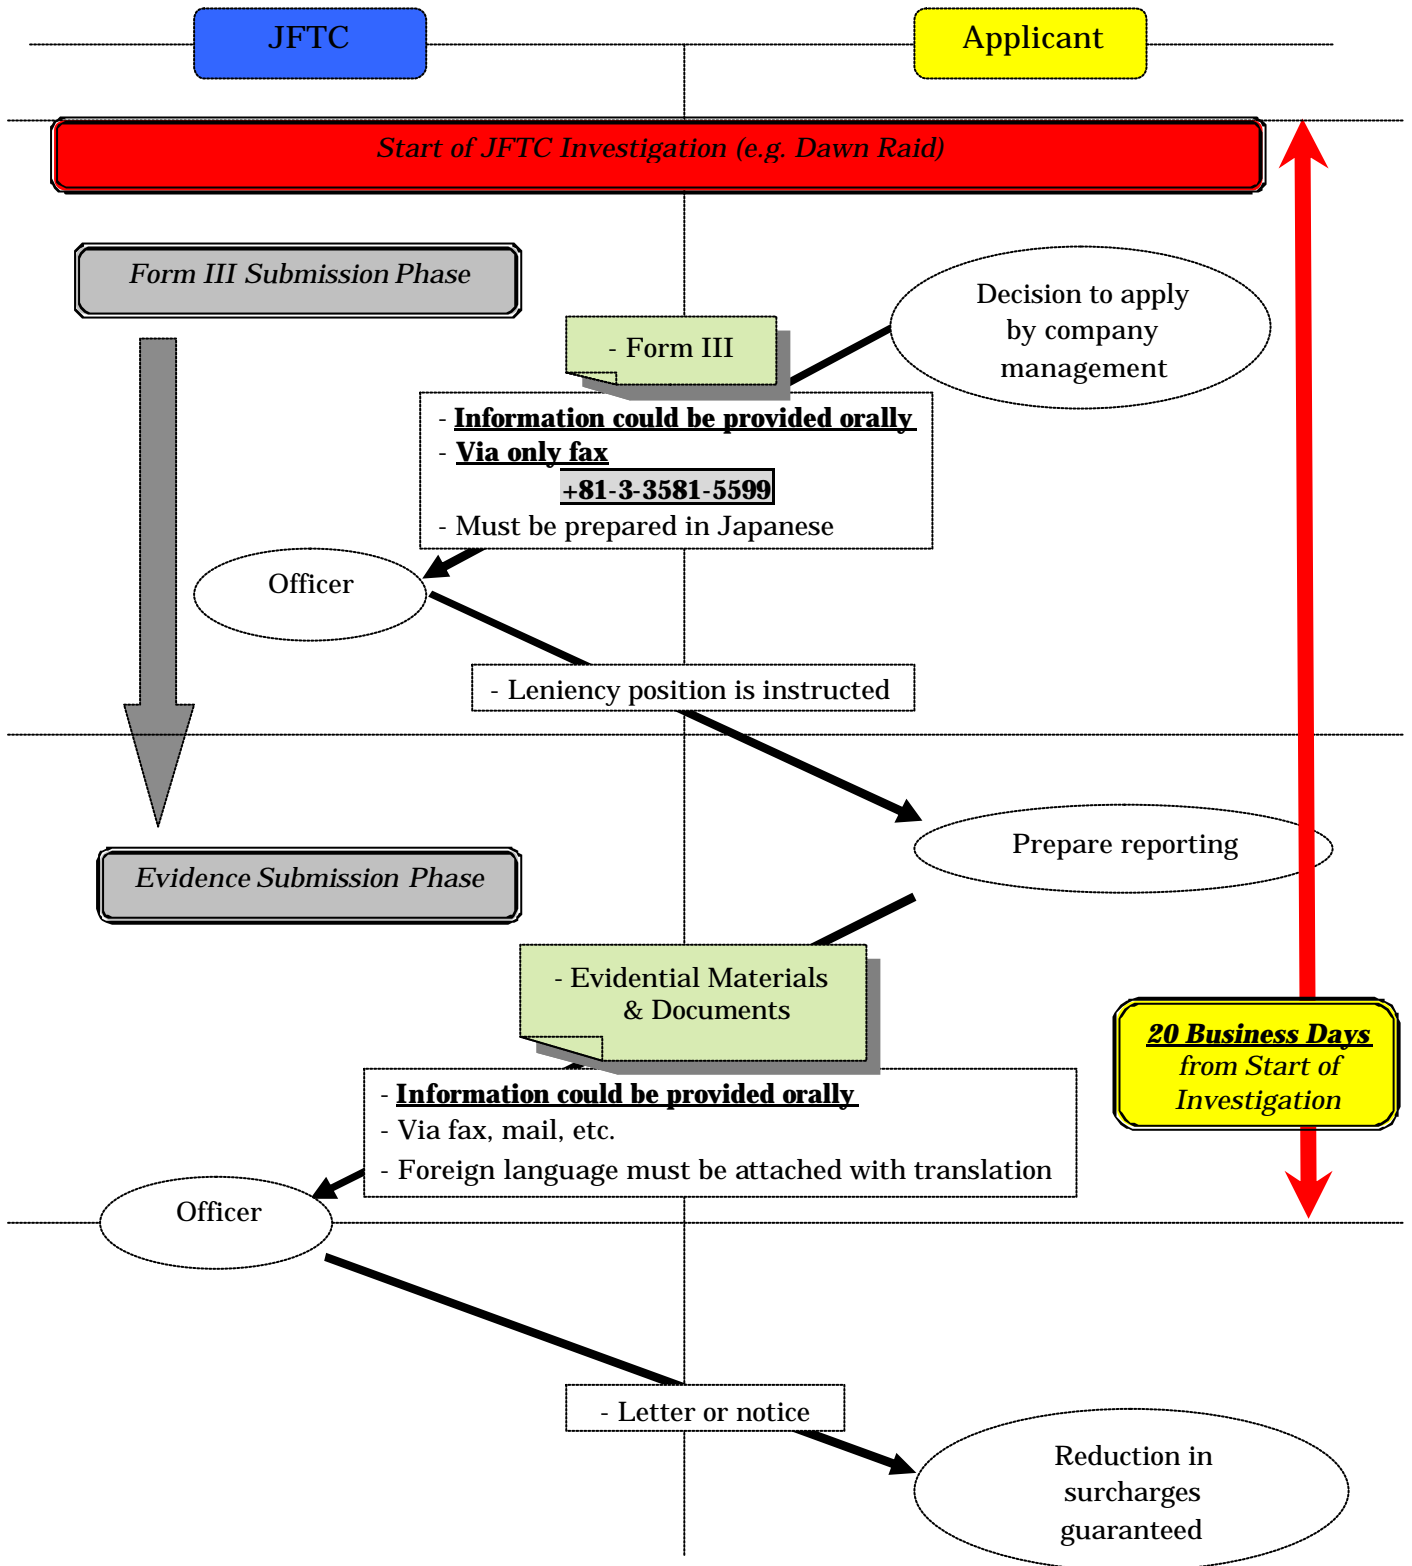 JFTC
Applicant
Start of JFTC Investigation (e.g. Dawn Raid)
Form III Submission Phase
Decision to apply
by company
management
- Form III
- Information could be provided orally
- Via only fax
+81-3-3581-5599
- Must be prepared in Japanese
Officer
- Leniency position is instructed
Prepare reporting
Evidence Submission Phase
- Evidential Materials
& Documents
20 Business Days
from Start of
Investigation
- Information could be provided orally
- Via fax, mail, etc.
- Foreign language must be attached with translation
Officer
- Letter or notice
Reduction in
surcharges
guaranteed